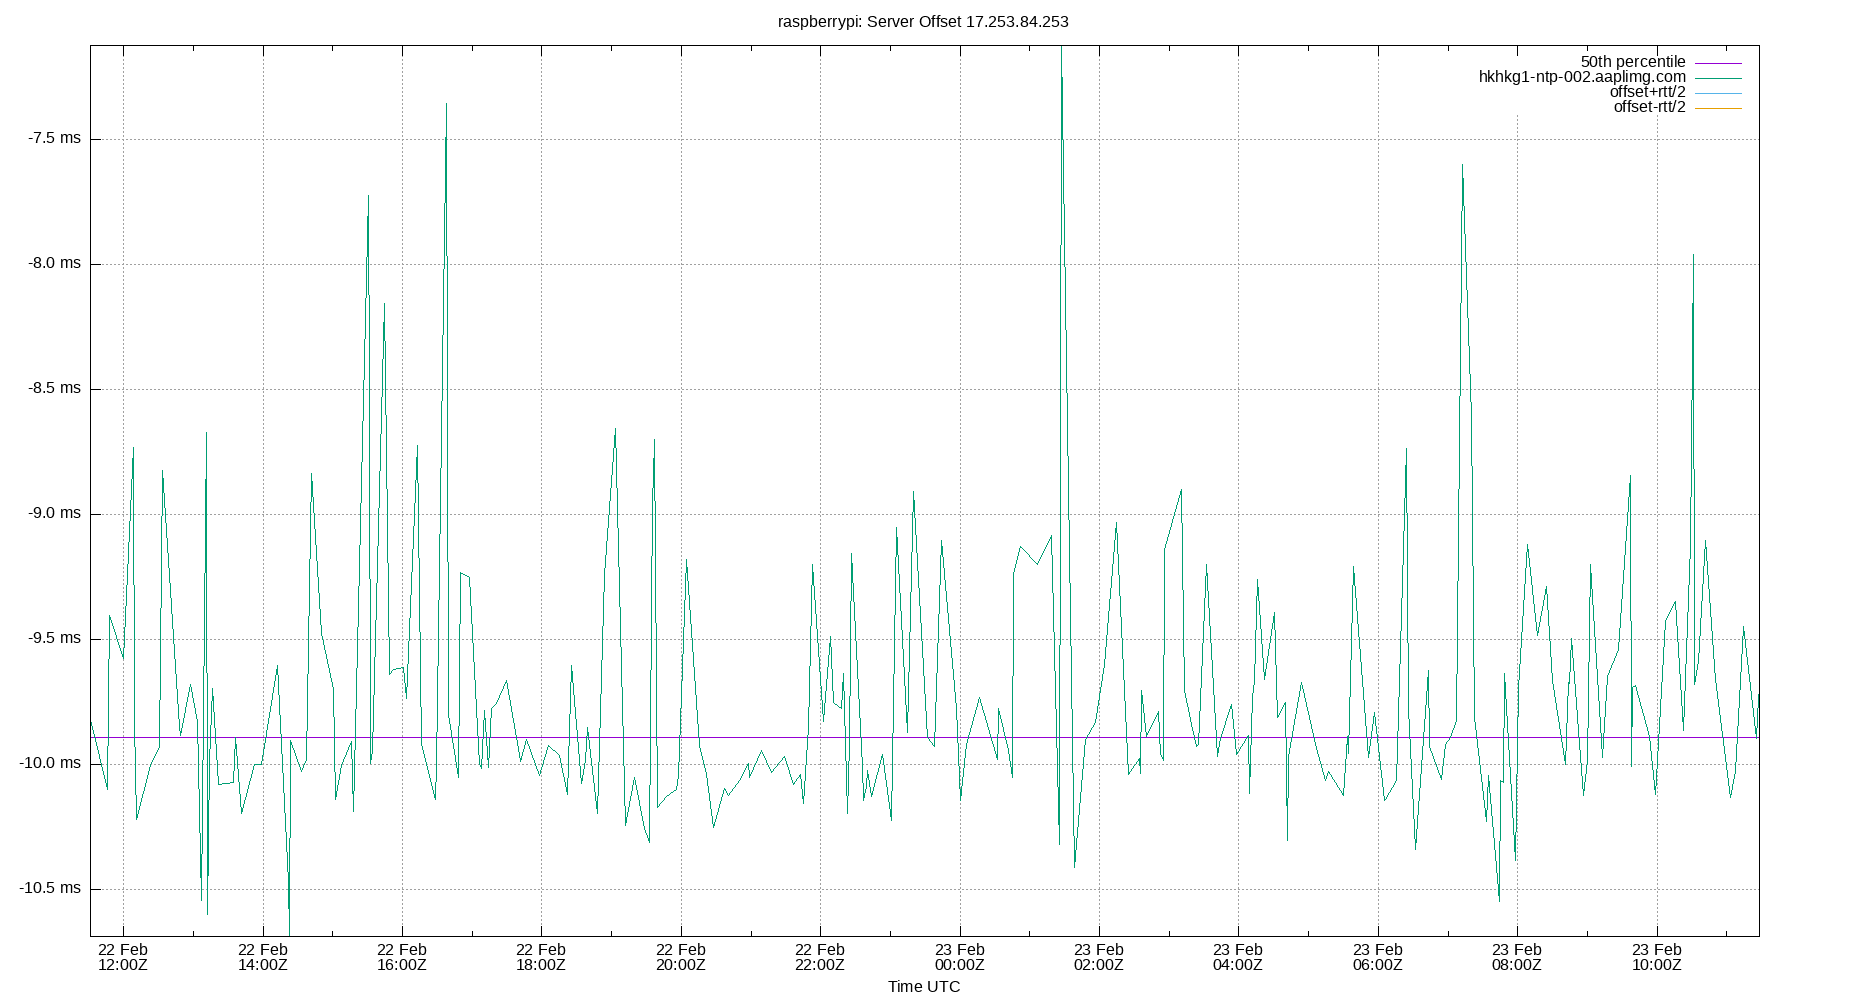 raspberrypi: Server Offset 17.253.84.253
50th percentile
hkhkg1-ntp-002.aaplimg.com
offset+rtt/2
offset-rtt/2
-7.5 ms
-8.0 ms
-8.5 ms
-9.0 ms
-9.5 ms
-10.0 ms
-10.5 ms
22 Feb 22 Feb 22 Feb 22 Feb 22 Feb 22 Feb 23 Feb 23 Feb 23 Feb 23 Feb 23 Feb 23 Feb
12:00Z 14:00Z 16:00Z 18:00Z 20:00Z 22:00Z 00:00Z 02:00Z 04:00Z 06:00Z 08:00Z 10:00Z
Time UTC